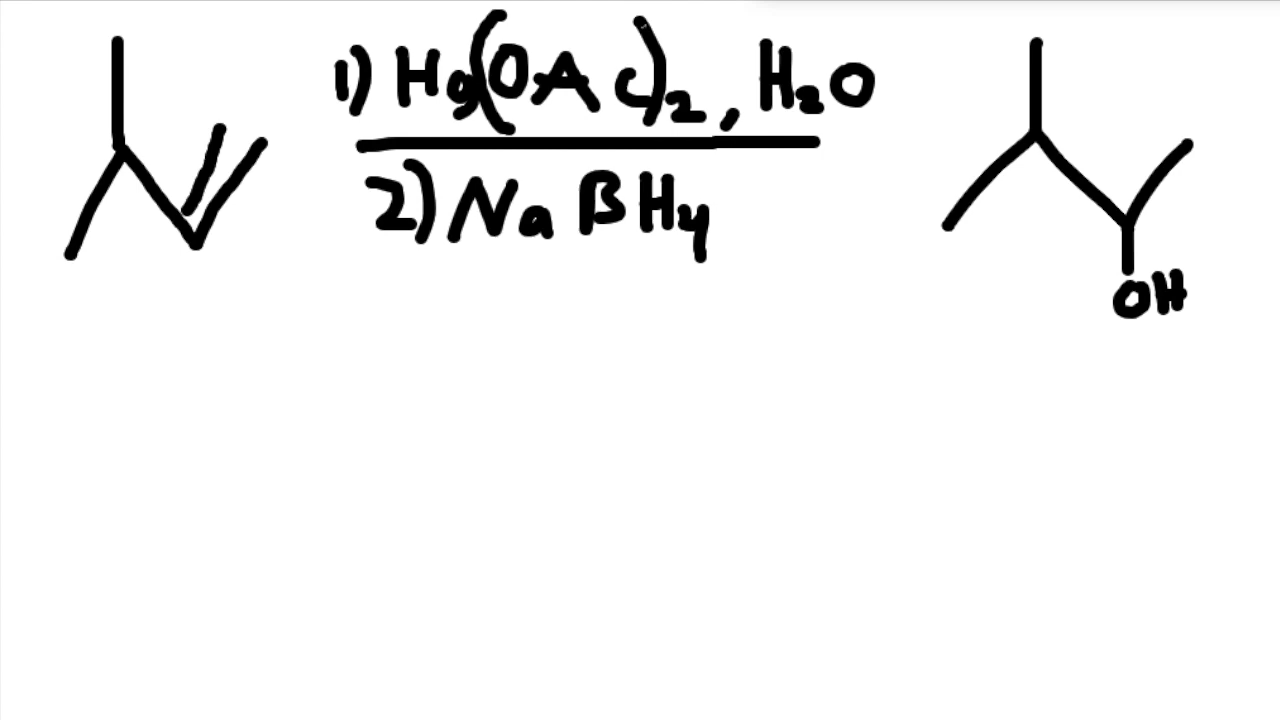 1) Hg(OAc)₂, H₂O
2) NaBH₄
OH